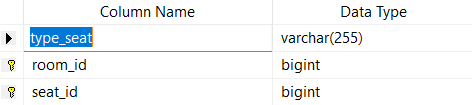 Column Name Data Type
type_seat varchar(255)
room_id bigint
seat_id bigint